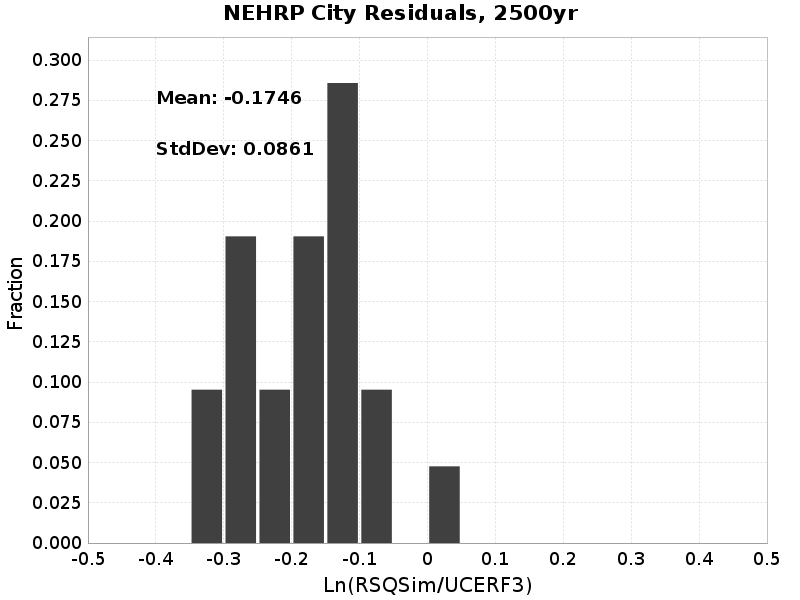 NEHRP City Residuals, 2500yr
0.300
Mean: -0.1746
0.275
0.250
StdDev: 0.0861
0.225
0.200
0.175
0.150
0.125
0.100
0.075
0.050
0.025
0.000
Fraction
-0.5 -0.4 -0.3 -0.2 -0.1 0 0.1 0.2 0.3 0.4 0.5
Ln(RSQSim/UCERF3)